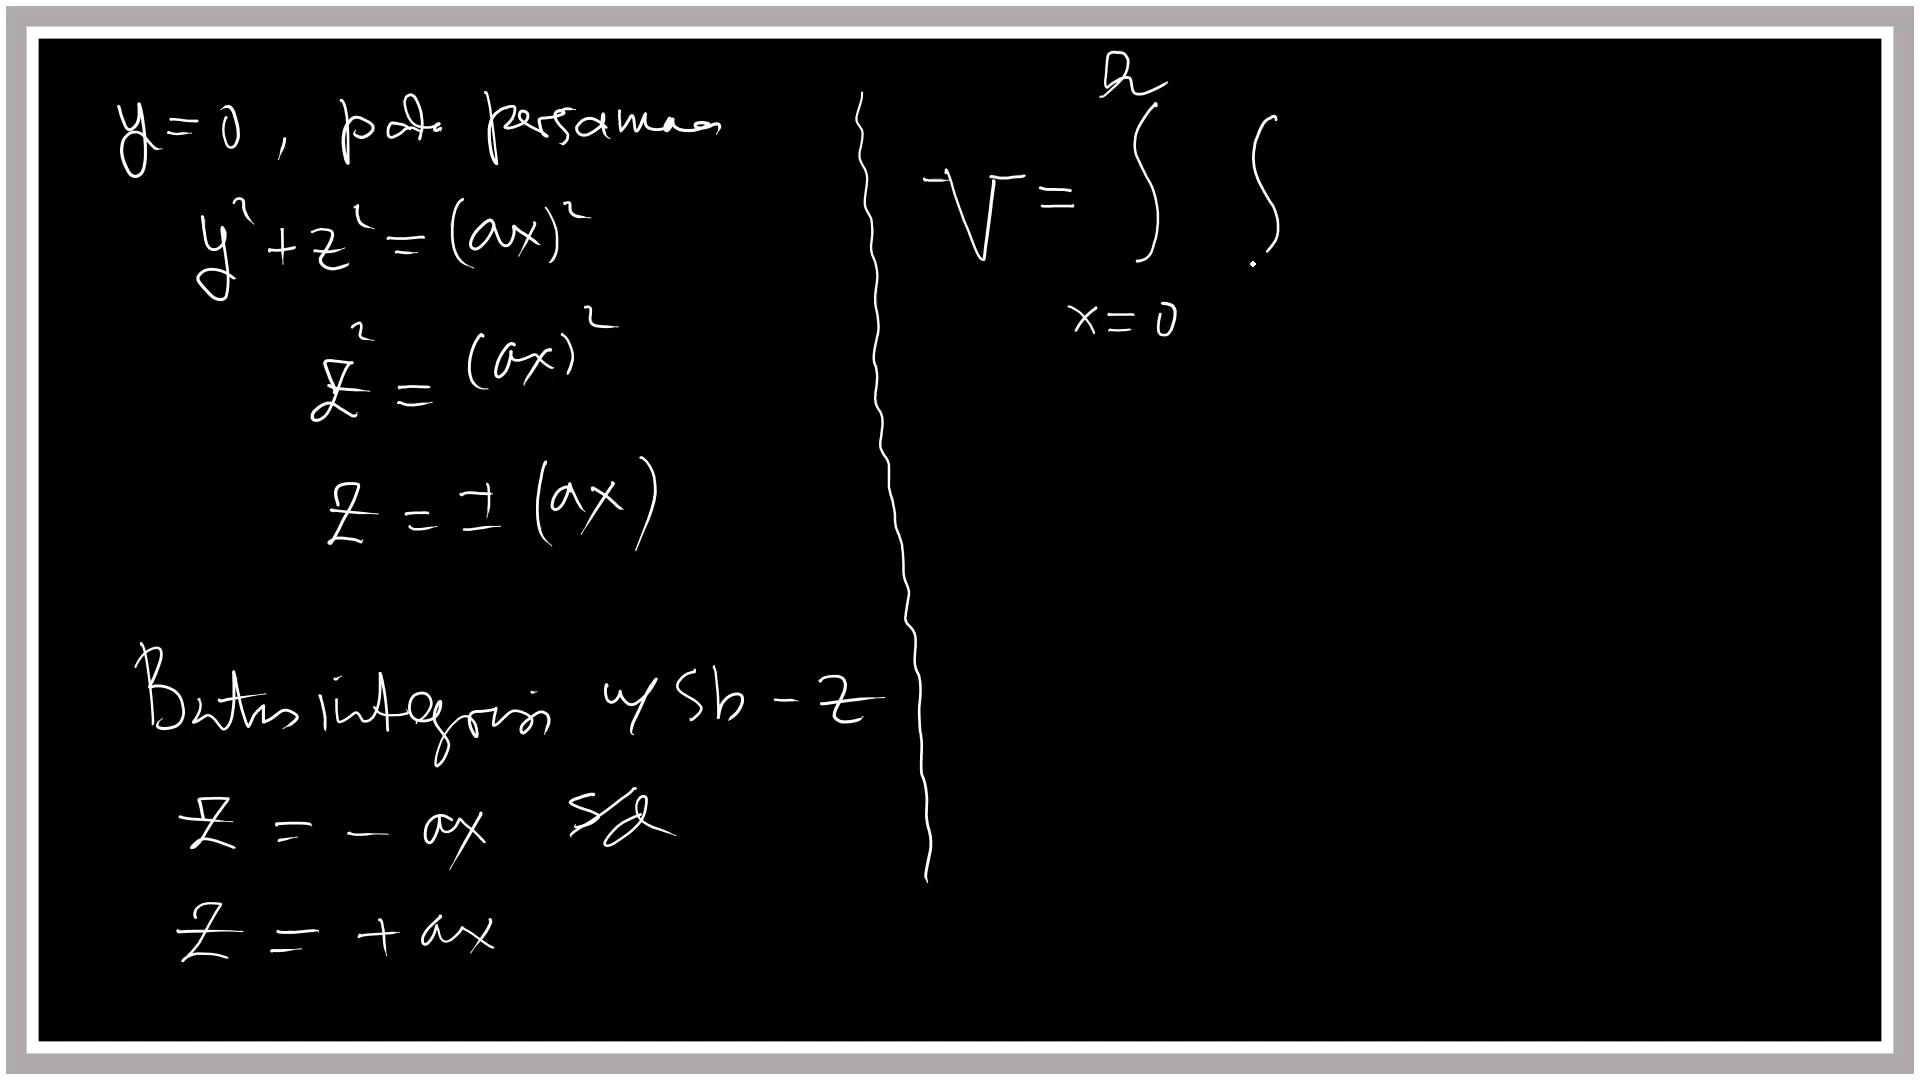 y = 0, pada persamaan
y² + z² = (ax)²
z² = (ax)²
z = ± (ax)
Batas integrasi u/ sb - z
z = - ax s/d
z = + ax
h
V = ∫ ∫
x = 0